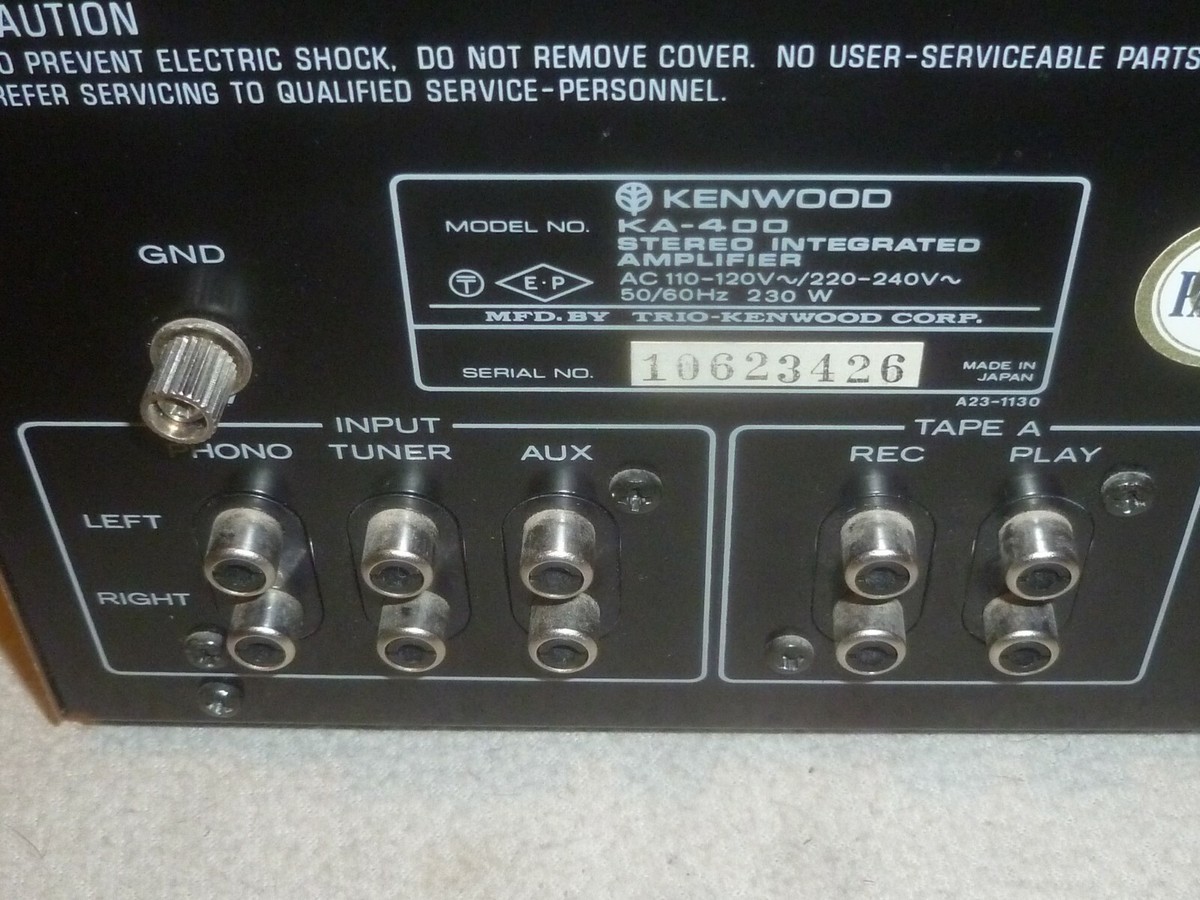 AUTION
O PREVENT ELECTRIC SHOCK, DO NOT REMOVE COVER. NO USER-SERVICEABLE PARTS
REFER SERVICING TO QUALIFIED SERVICE-PERSONNEL.
KENWOOD
MODEL NO. KA-400
STEREO INTEGRATED
AMPLIFIER
T E·P AC 110-120V~/220-240V~
50/60Hz 230 W
MFD. BY TRIO-KENWOOD CORP.
SERIAL NO. 10623426 MADE IN
JAPAN
A23-1130
GND
INPUT
PHONO TUNER AUX
LEFT
RIGHT
TAPE A
REC PLAY